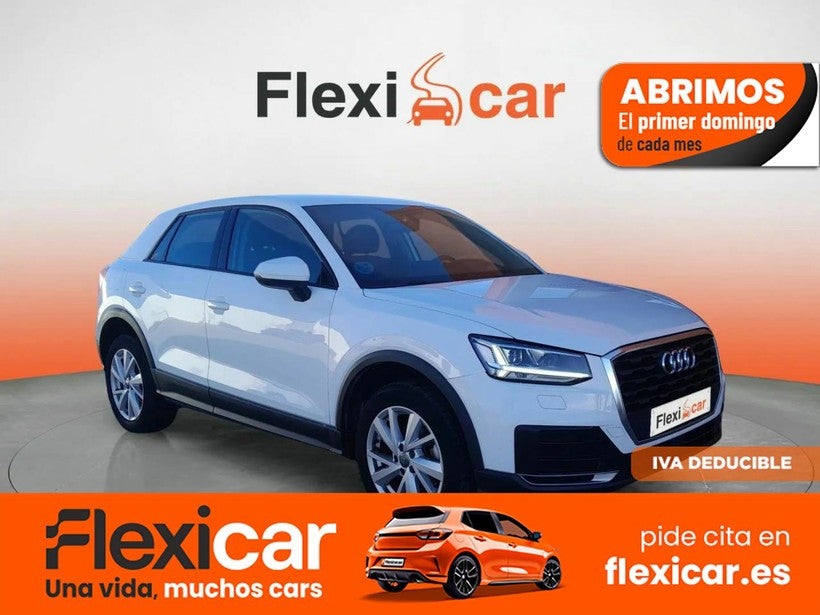 Flexicar
ABRIMOS
El primer domingo
de cada mes
Flexicar
IVA DEDUCIBLE
Flexicar
Una vida, muchos cars
pide cita en
flexicar.es